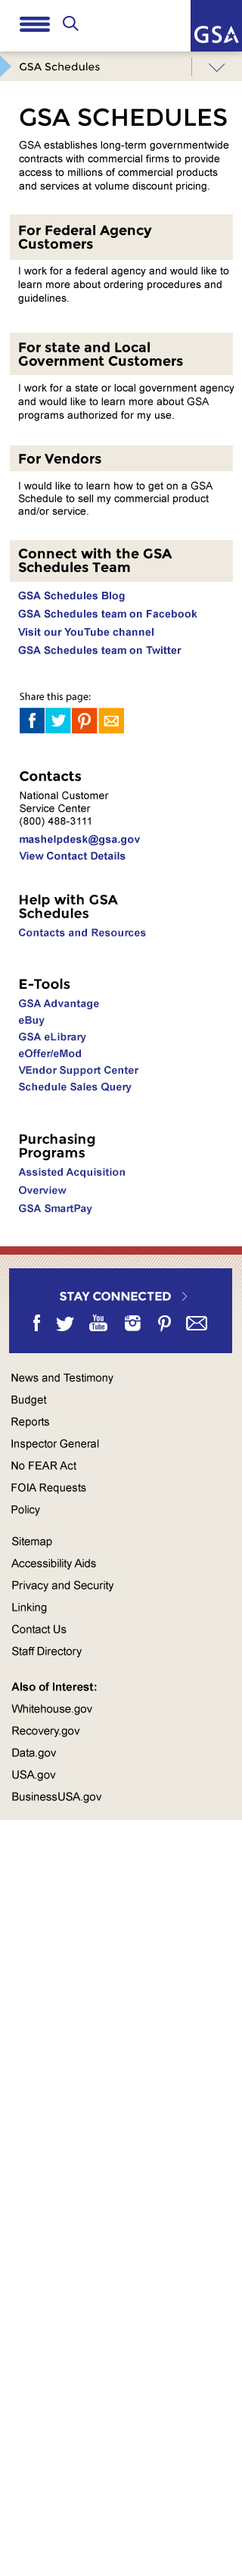 GSA
GSA Schedules
GSA SCHEDULES
GSA establishes long-term governmentwide
contracts with commercial firms to provide
access to millions of commercial products
and services at volume discount pricing.
For Federal Agency
Customers
I work for a federal agency and would like to
learn more about ordering procedures and
guidelines.
For state and Local
Government Customers
I work for a state or local government agency
and would like to learn more about GSA
programs authorized for my use.
For Vendors
I would like to learn how to get on a GSA
Schedule to sell my commercial product
and/or service.
Connect with the GSA
Schedules Team
GSA Schedules Blog
GSA Schedules team on Facebook
Visit our YouTube channel
GSA Schedules team on Twitter
Share this page:
Contacts
National Customer
Service Center
(800) 488-3111
mashelpdesk@gsa.gov
View Contact Details
Help with GSA
Schedules
Contacts and Resources
E-Tools
GSA Advantage
eBuy
GSA eLibrary
eOffer/eMod
VEndor Support Center
Schedule Sales Query
Purchasing
Programs
Assisted Acquisition
Overview
GSA SmartPay
STAY CONNECTED
You Tube
News and Testimony
Budget
Reports
Inspector General
No FEAR Act
FOIA Requests
Policy
Sitemap
Accessibility Aids
Privacy and Security
Linking
Contact Us
Staff Directory
Also of Interest:
Whitehouse.gov
Recovery.gov
Data.gov
USA.gov
BusinessUSA.gov